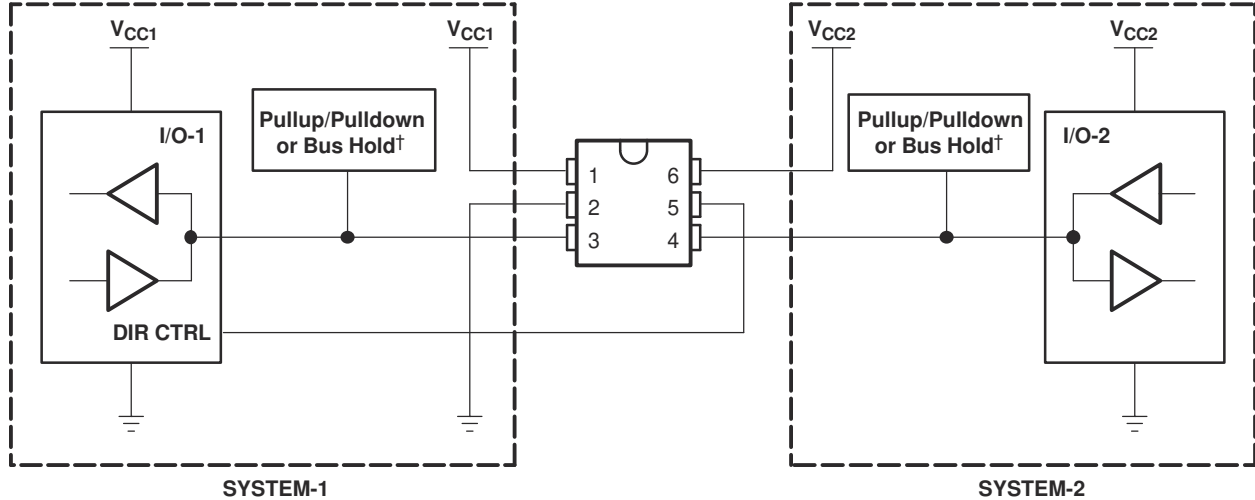 VCC1
VCC1
VCC2
VCC2
I/O-1
Pullup/Pulldown
or Bus Hold†
Pullup/Pulldown
or Bus Hold†
I/O-2
1
6
2
5
3
4
DIR CTRL
SYSTEM-1
SYSTEM-2